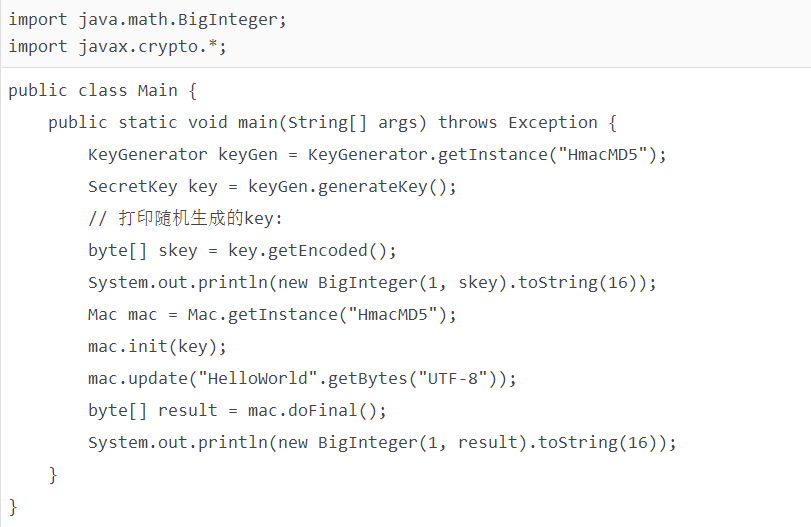 import java.math.BigInteger;
import javax.crypto.*;
public class Main {
    public static void main(String[] args) throws Exception {
        KeyGenerator keyGen = KeyGenerator.getInstance("HmacMD5");
        SecretKey key = keyGen.generateKey();
        // 打印随机生成的key:
        byte[] skey = key.getEncoded();
        System.out.println(new BigInteger(1, skey).toString(16));
        Mac mac = Mac.getInstance("HmacMD5");
        mac.init(key);
        mac.update("HelloWorld".getBytes("UTF-8"));
        byte[] result = mac.doFinal();
        System.out.println(new BigInteger(1, result).toString(16));
    }
}